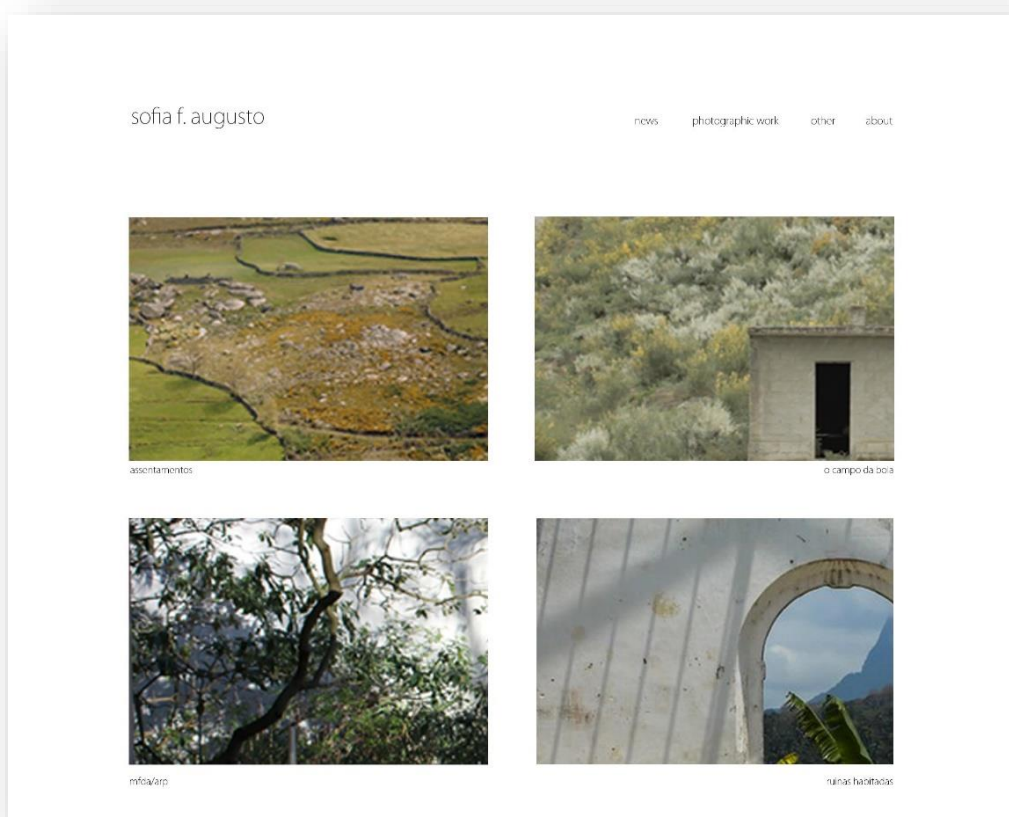 sofia f. augusto
news photographic work other about
assentamentos
o campo da bola
mfda/arp
ruinas habitadas